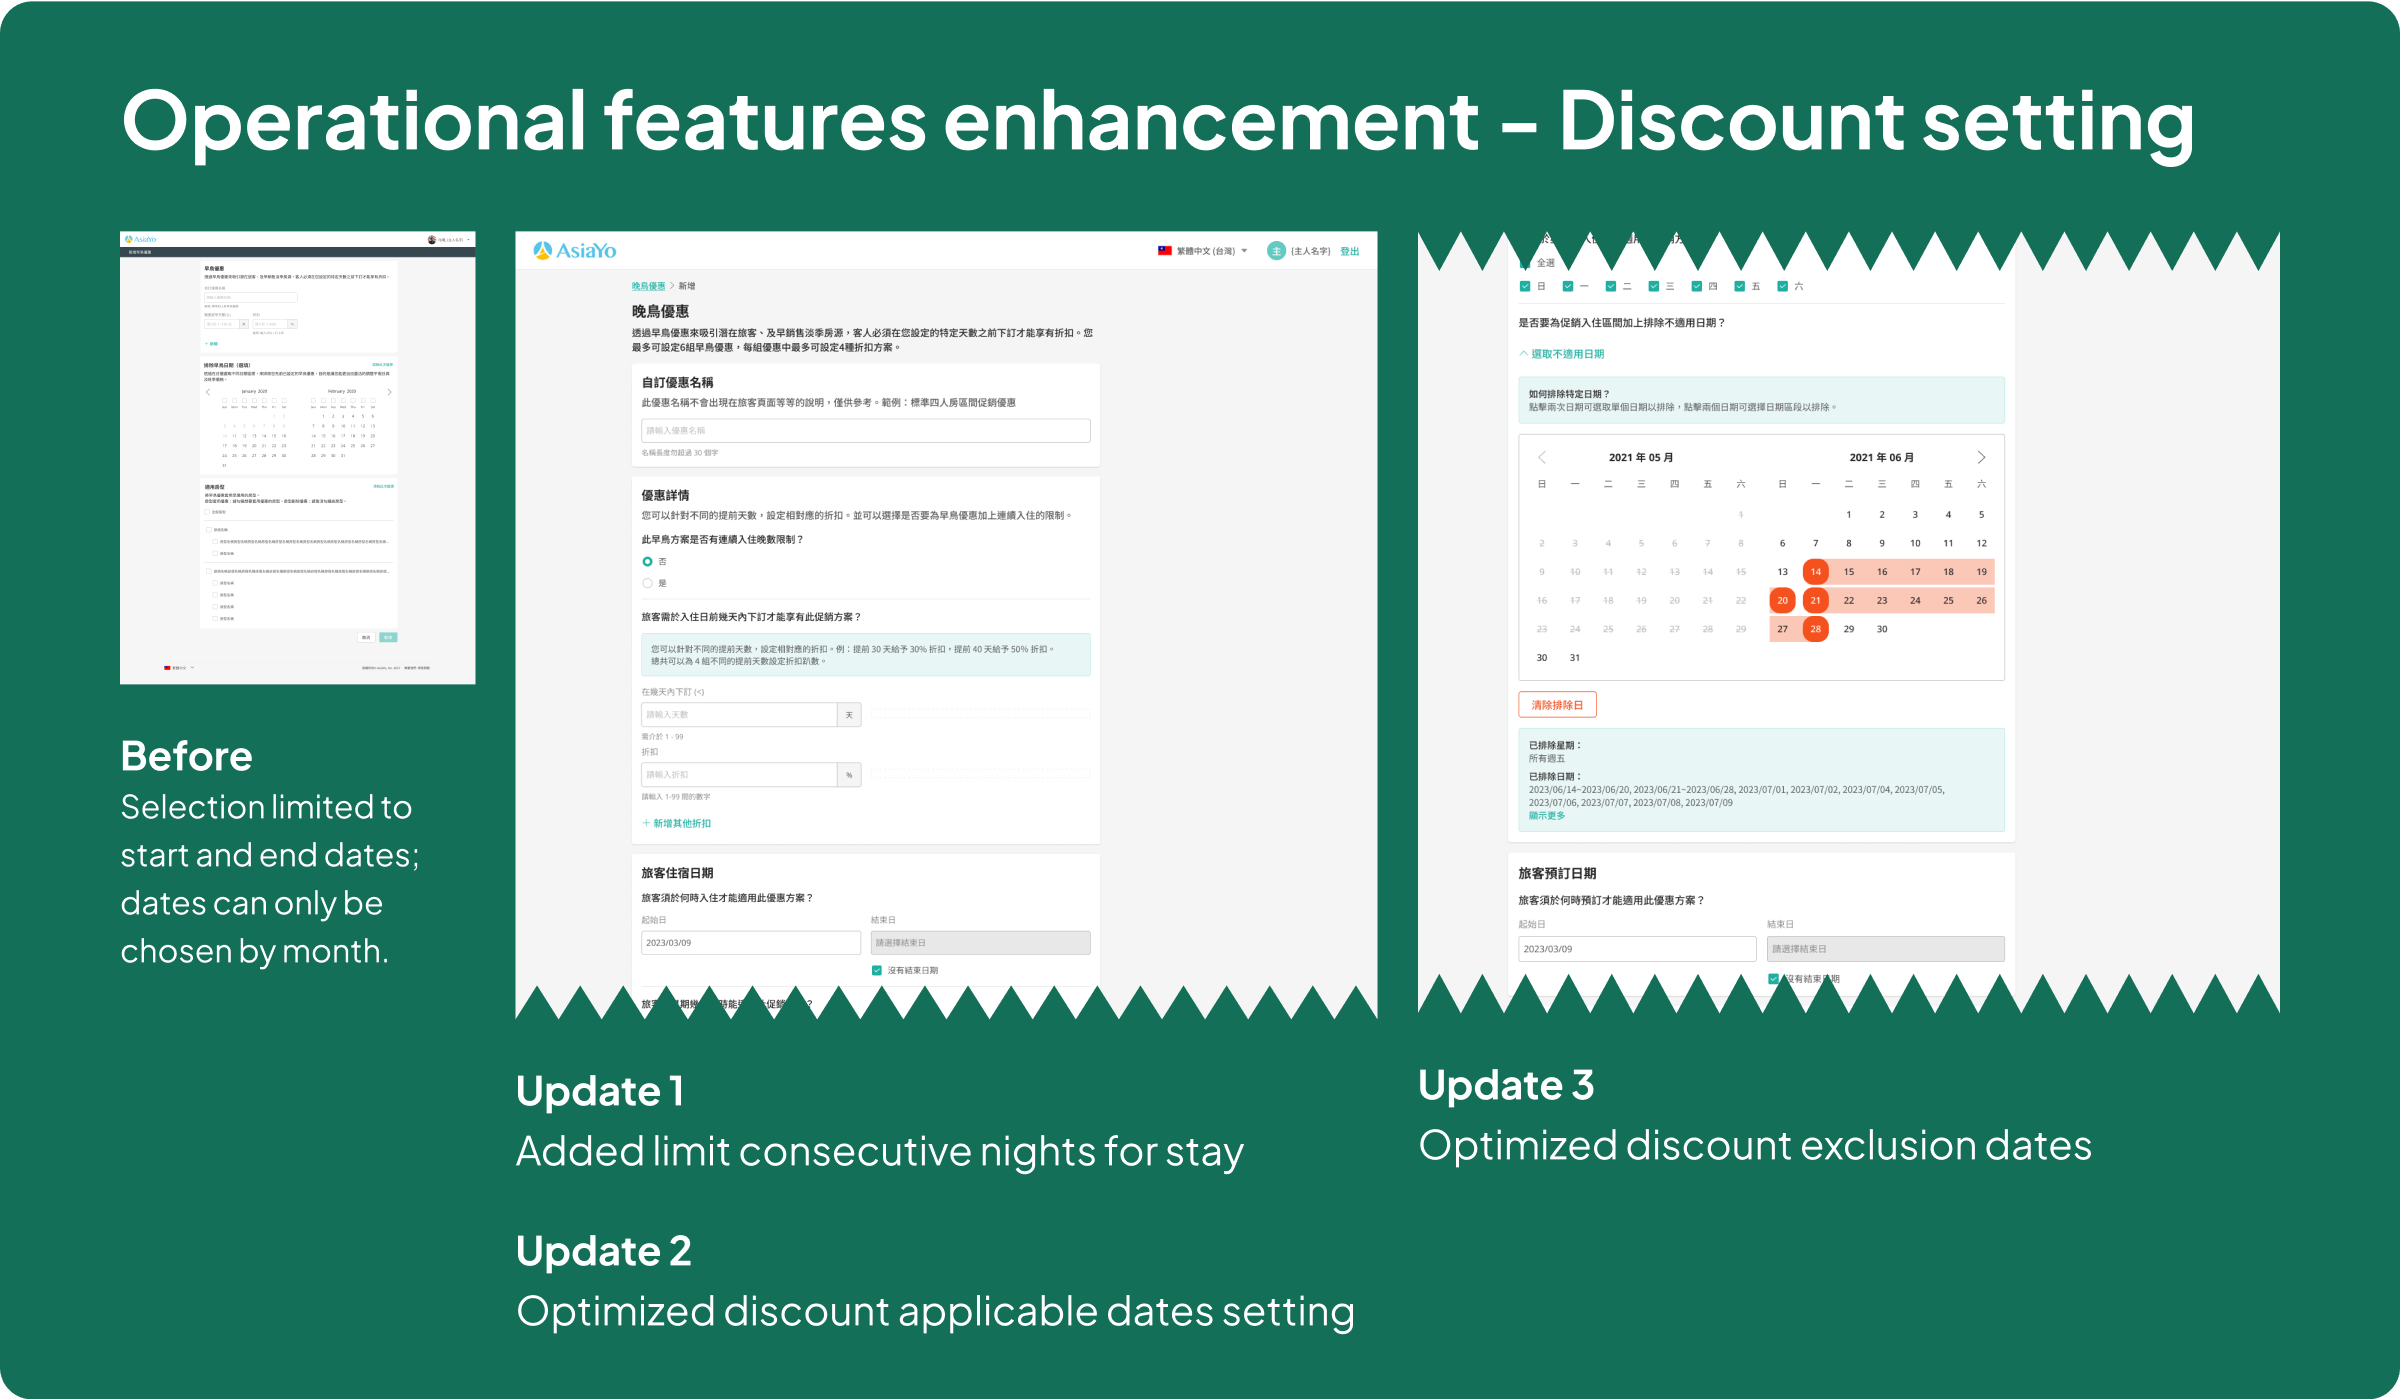 Operational features enhancement – Discount setting
AsiaYo
早鳥優惠
January 2020
February 2020
適用房型
Before
Selection limited to
start and end dates;
dates can only be
chosen by month.
AsiaYo
繁體中文 (台灣)
主
(主人名字)
登出
晚鳥優惠 > 新增
晚鳥優惠
透過早鳥優惠來吸引潛在旅客、及早銷售淡季房源，客人必須在您設定的特定天數之前下訂才能享有折扣。您
最多可設定6組早鳥優惠，每組優惠中最多可設定4種折扣方案。
自訂優惠名稱
此優惠名稱不會出現在旅客頁面等等的說明，僅供參考。範例：標準四人房區間促銷優惠
請輸入優惠名稱
名稱長度勿超過 30 個字
優惠詳情
您可以針對不同的提前天數，設定相對應的折扣。並可以選擇是否要為早鳥優惠加上連續入住的限制。
此早鳥方案是否有連續入住晚數限制？
否
是
旅客需於入住日前幾天內下訂才能享有此促銷方案？
您可以針對不同的提前天數，設定相對應的折扣。例：提前 30 天給予 30% 折扣，提前 40 天給予 50% 折扣。
總共可以為 4 組不同的提前天數設定折扣趴數。
在幾天內下訂 (<)
請輸入天數 天
需介於 1 - 99
折扣
請輸入折扣 %
請輸入 1-99 間的數字
+ 新增其他折扣
旅客住宿日期
旅客須於何時入住才能適用此優惠方案？
起始日 結束日
2023/03/09 請選擇結束日
沒有結束日期
Update 1
Added limit consecutive nights for stay
Update 2
Optimized discount applicable dates setting
全選
日 一 二 三 四 五 六
是否要為促銷入住區間加上排除不適用日期？
選取不適用日期
如何排除特定日期？
點擊兩次日期可選取單個日期以排除，點擊兩個日期可選擇日期區段以排除。
2021 年 05 月 2021 年 06 月
日 一 二 三 四 五 六 日 一 二 三 四 五 六
1 1 2 3 4 5
2 3 4 5 6 7 8 6 7 8 9 10 11 12
9 10 11 12 13 14 15 13 14 15 16 17 18 19
16 17 18 19 20 21 22 20 21 22 23 24 25 26
23 24 25 26 27 28 29 27 28 29 30
30 31
清除排除日
已排除星期：
所有週五
已排除日期：
2023/06/14~2023/06/20, 2023/06/21~2023/06/28, 2023/07/01, 2023/07/02, 2023/07/04, 2023/07/05,
2023/07/06, 2023/07/07, 2023/07/08, 2023/07/09
顯示更多
旅客預訂日期
旅客須於何時預訂才能適用此優惠方案？
起始日 結束日
2023/03/09 請選擇結束日
Update 3
Optimized discount exclusion dates